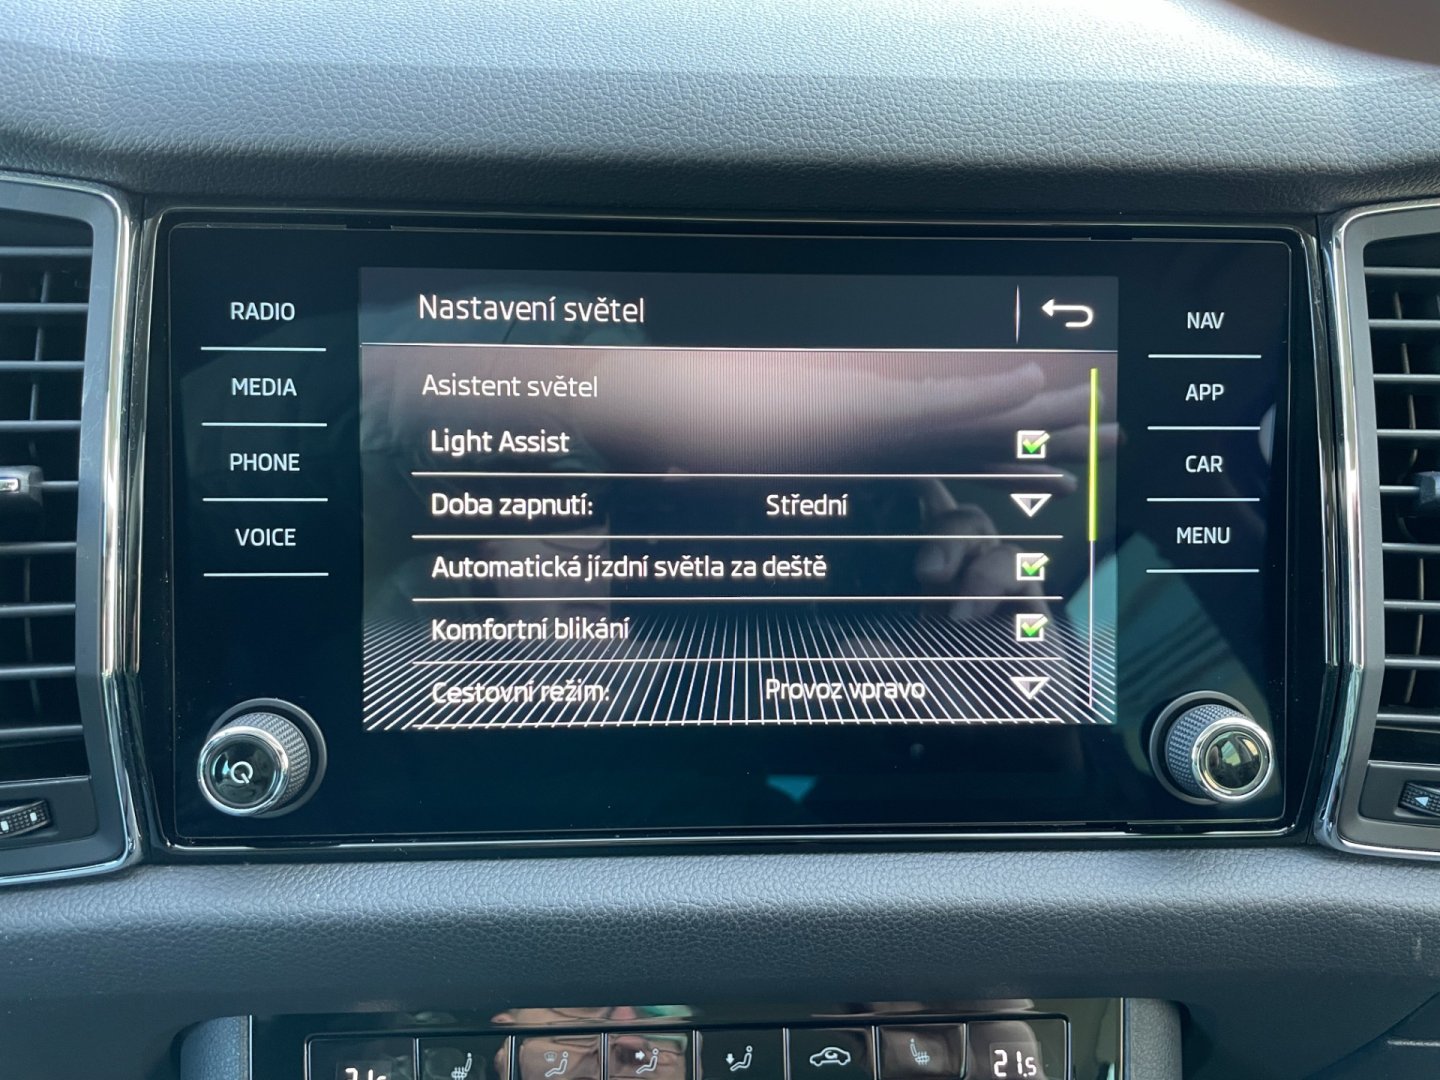 Nastavení světel
RADIO
MEDIA
PHONE
VOICE
Asistent světel
Light Assist
Doba zapnutí: Střední
Automatická jízdní světla za deště
Komfortní blikání
Cestovní režim: Provoz vpravo
NAV
APP
CAR
MENU
21.5